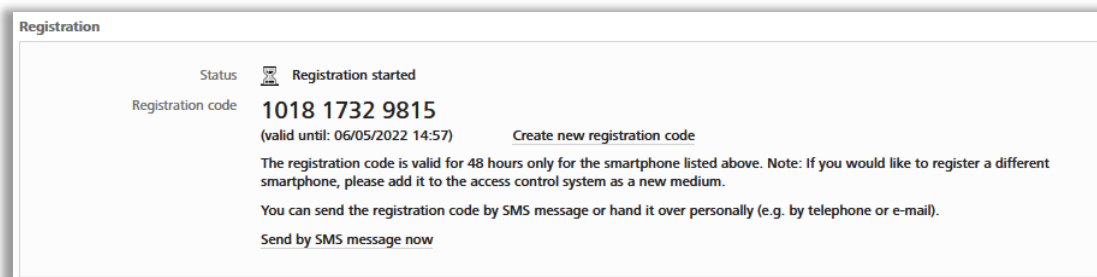 Registration
Status Registration started
Registration code 1018 1732 9815
(valid until: 06/05/2022 14:57) Create new registration code
The registration code is valid for 48 hours only for the smartphone listed above. Note: If you would like to register a different
smartphone, please add it to the access control system as a new medium.
You can send the registration code by SMS message or hand it over personally (e.g. by telephone or e-mail).
Send by SMS message now